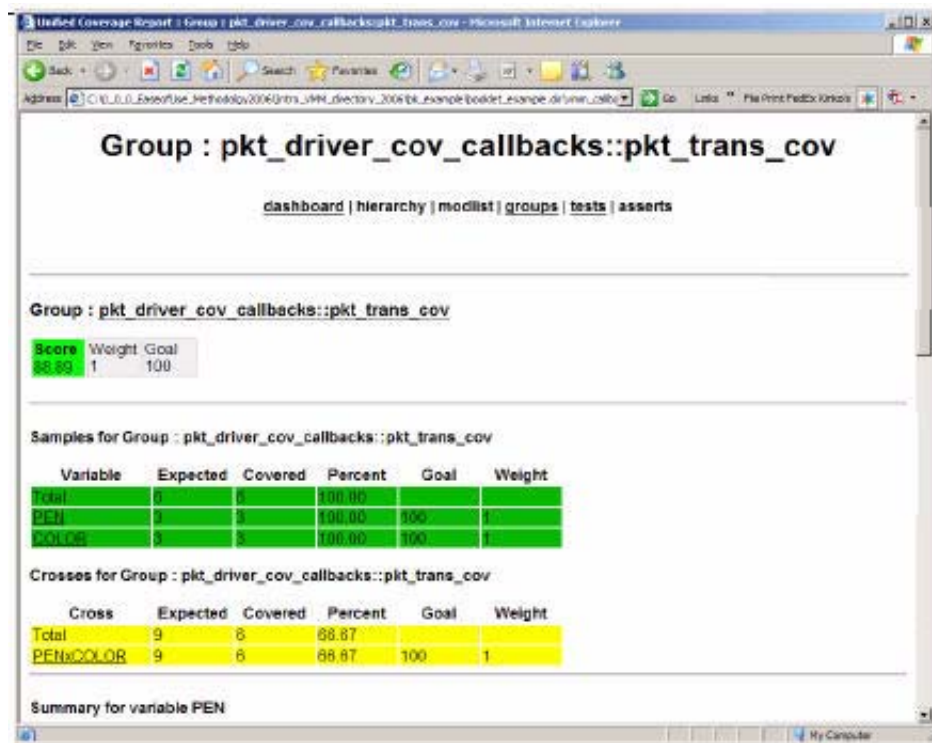 Unified Coverage Report : Group : pkt_driver_cov_callbacks::pkt_trans_cov - Microsoft Internet Explorer
File Edit View Favorites Tools Help
Back Search Favorites
Address Go Links
Group : pkt_driver_cov_callbacks::pkt_trans_cov
dashboard | hierarchy | modlist | groups | tests | asserts
Group : pkt_driver_cov_callbacks::pkt_trans_cov
Score Weight Goal
88.89 1 100
Samples for Group : pkt_driver_cov_callbacks::pkt_trans_cov
Variable Expected Covered Percent Goal Weight
Total 6 6 100.00
PEN 3 3 100.00 100 1
COLOR 3 3 100.00 100 1
Crosses for Group : pkt_driver_cov_callbacks::pkt_trans_cov
Cross Expected Covered Percent Goal Weight
Total 9 6 66.67
PENxCOLOR 9 6 66.67 100 1
Summary for variable PEN
My Computer